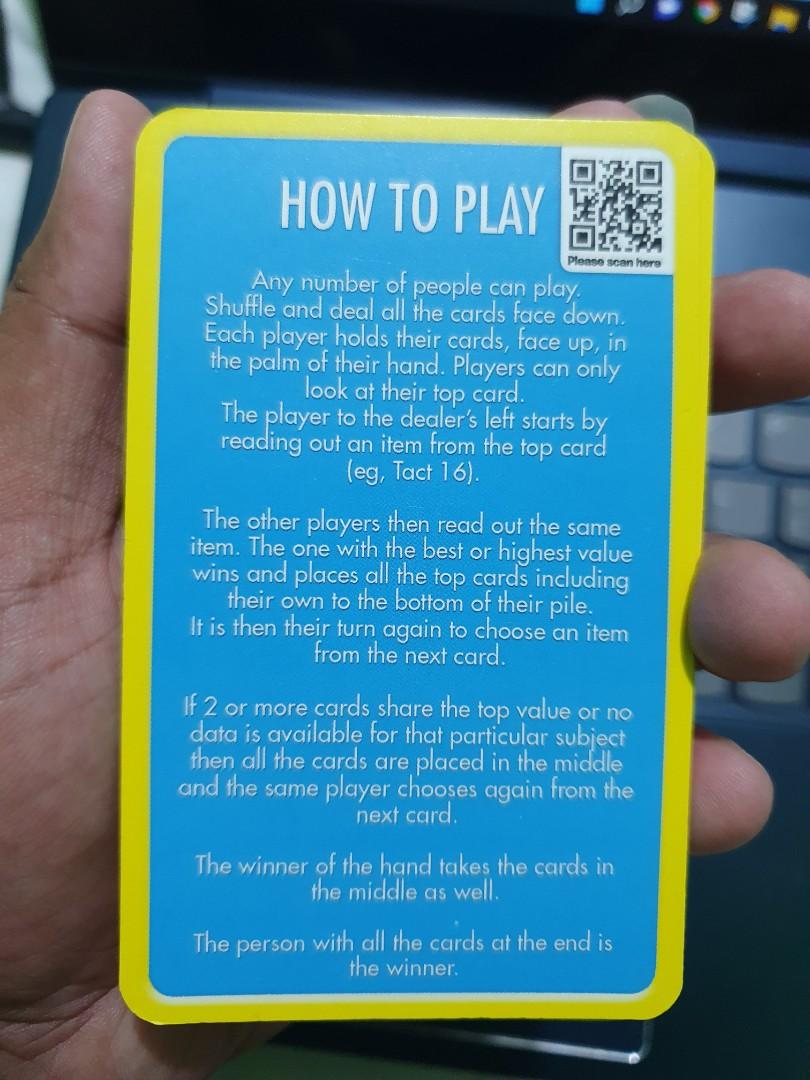 HOW TO PLAY
Please scan here
Any number of people can play.
Shuffle and deal all the cards face down.
Each player holds their cards, face up, in
the palm of their hand. Players can only
look at their top card.
The player to the dealer's left starts by
reading out an item from the top card
(eg, Tact 16).
The other players then read out the same
item. The one with the best or highest value
wins and places all the top cards including
their own to the bottom of their pile.
It is then their turn again to choose an item
from the next card.
If 2 or more cards share the top value or no
data is available for that particular subject
then all the cards are placed in the middle
and the same player chooses again from the
next card.
The winner of the hand takes the cards in
the middle as well.
The person with all the cards at the end is
the winner.